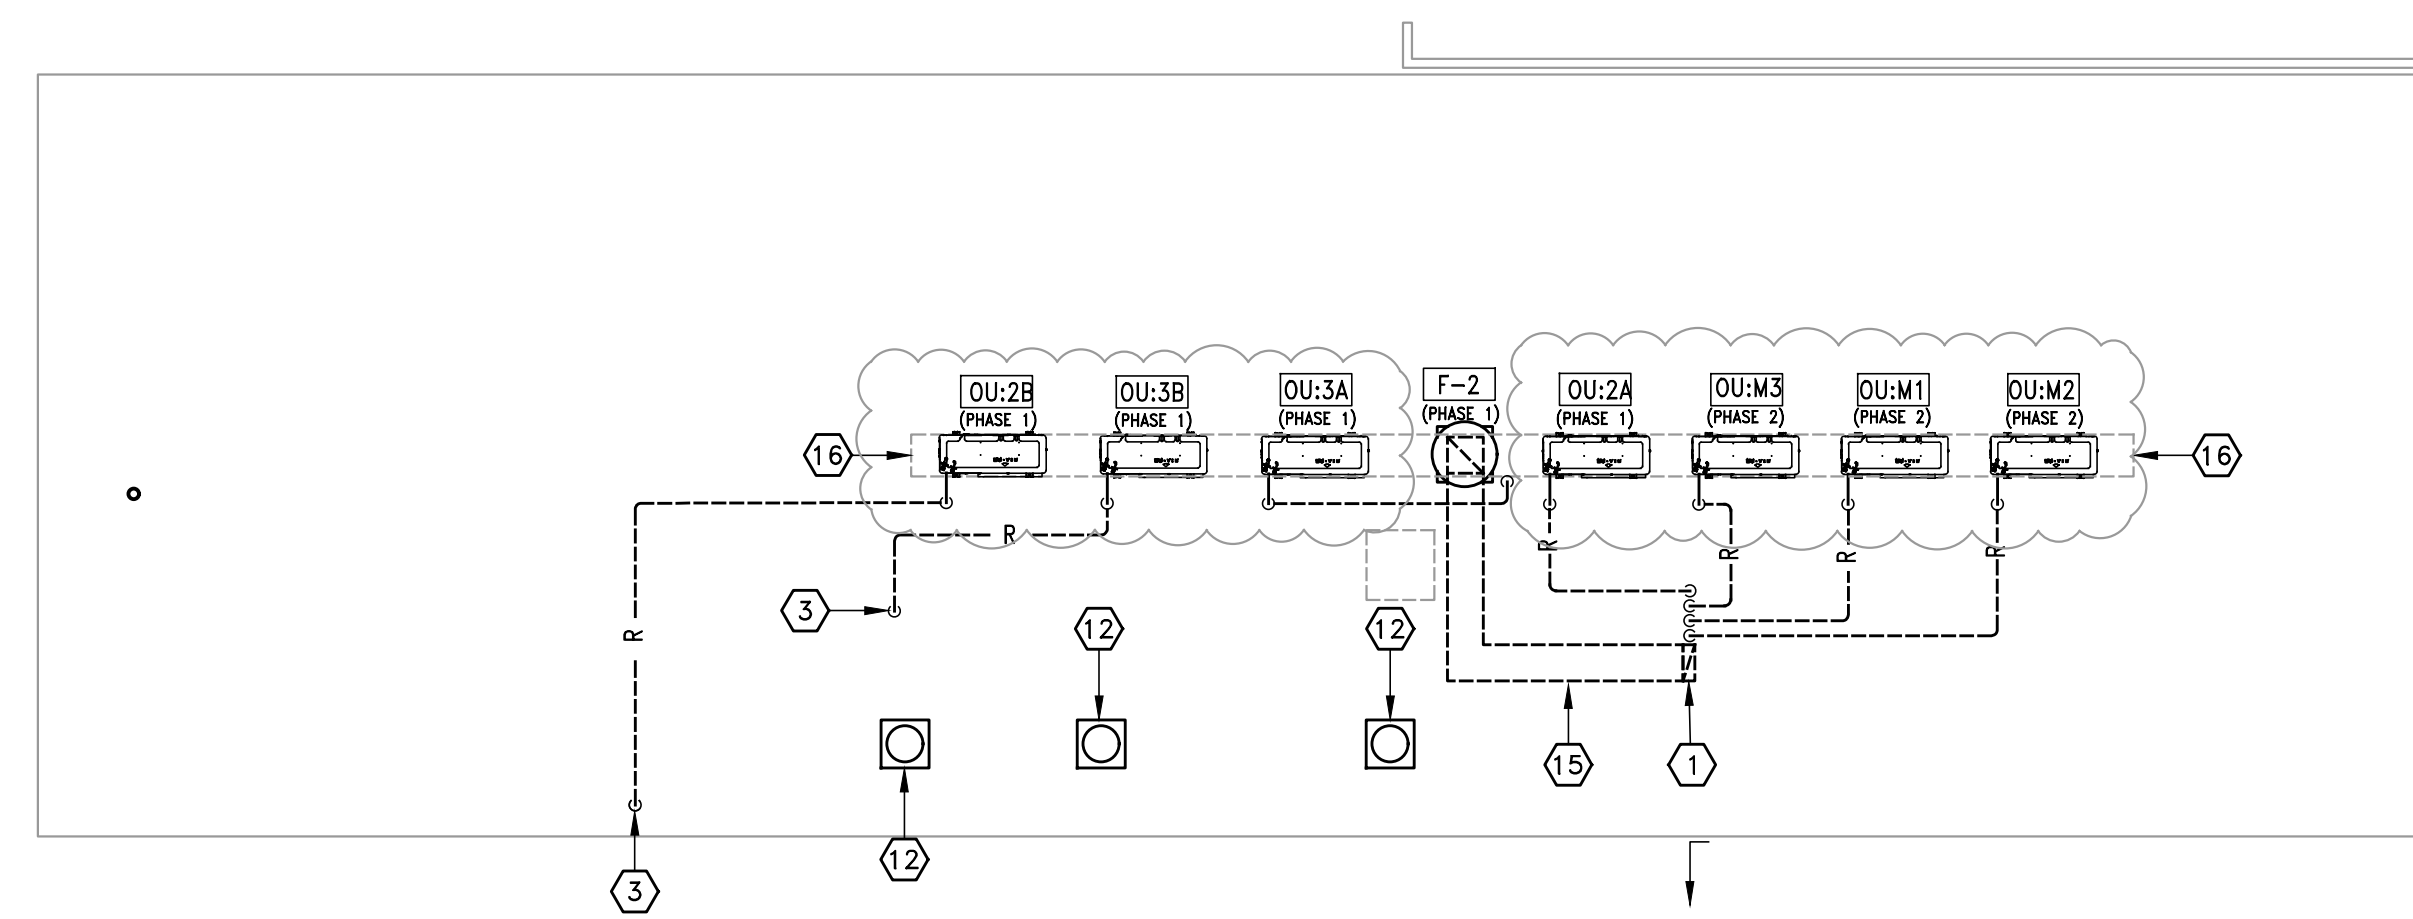 F-2
(PHASE 1)
OU:2B
(PHASE 1)
OU:3B
(PHASE 1)
OU:3A
(PHASE 1)
OU:2A
(PHASE 1)
OU:M3
(PHASE 2)
OU:M1
(PHASE 2)
OU:M2
(PHASE 2)
16
16
R
R
R
R
R
3
12
12
R
15
1
12
3